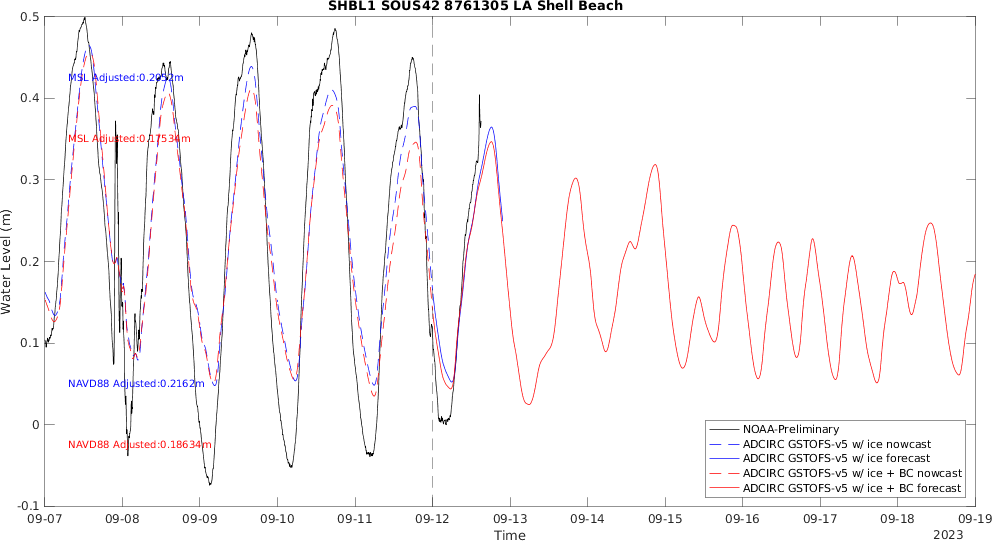 SHBL1 SOUS42 8761305 LA Shell Beach
0.5
0.4
0.3
0.2
0.1
0
-0.1
Water Level (m)
MSL Adjusted:0.2052m
MSL Adjusted:0.17534m
NAVD88 Adjusted:0.2162m
NAVD88 Adjusted:0.18634m
NOAA-Preliminary
ADCIRC GSTOFS-v5 w/ ice nowcast
ADCIRC GSTOFS-v5 w/ ice forecast
ADCIRC GSTOFS-v5 w/ ice + BC nowcast
ADCIRC GSTOFS-v5 w/ ice + BC forecast
09-07 09-08 09-09 09-10 09-11 09-12 09-13 09-14 09-15 09-16 09-17 09-18 09-19
Time
2023